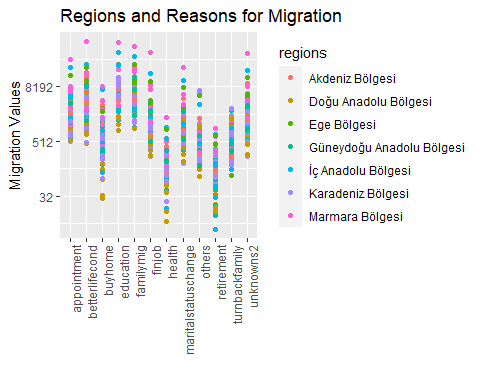 Regions and Reasons for Migration
Migration Values
8192
512
32
appointment
betterlifecond
buyhome
education
familymig
finjob
health
maritalstatuschange
others
retirement
turnbackfamily
unknowns2
regions
Akdeniz Bölgesi
Doğu Anadolu Bölgesi
Ege Bölgesi
Güneydoğu Anadolu Bölgesi
İç Anadolu Bölgesi
Karadeniz Bölgesi
Marmara Bölgesi